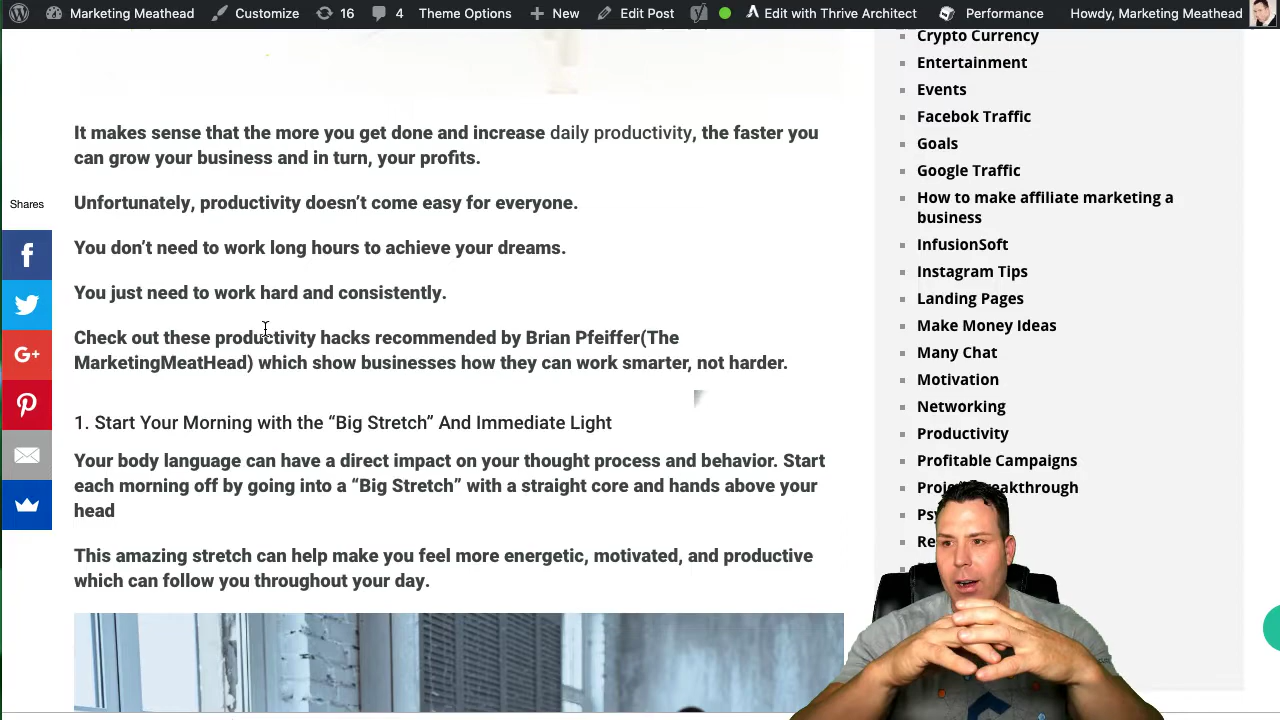 Marketing Meathead Customize 16 4 Theme Options New Edit Post Edit with Thrive Architect Performance Howdy, Marketing Meathead
It makes sense that the more you get done and increase daily productivity, the faster you
can grow your business and in turn, your profits.
Unfortunately, productivity doesn't come easy for everyone.
You don't need to work long hours to achieve your dreams.
You just need to work hard and consistently.
Check out these productivity hacks recommended by Brian Pfeiffer(The
MarketingMeatHead) which show businesses how they can work smarter, not harder.
1. Start Your Morning with the “Big Stretch” And Immediate Light
Your body language can have a direct impact on your thought process and behavior. Start
each morning off by going into a “Big Stretch” with a straight core and hands above your
head
This amazing stretch can help make you feel more energetic, motivated, and productive
which can follow you throughout your day.
Shares
f
G+
Crypto Currency
Entertainment
Events
Facebok Traffic
Goals
Google Traffic
How to make affiliate marketing a
business
InfusionSoft
Instagram Tips
Landing Pages
Make Money Ideas
Many Chat
Motivation
Networking
Productivity
Profitable Campaigns